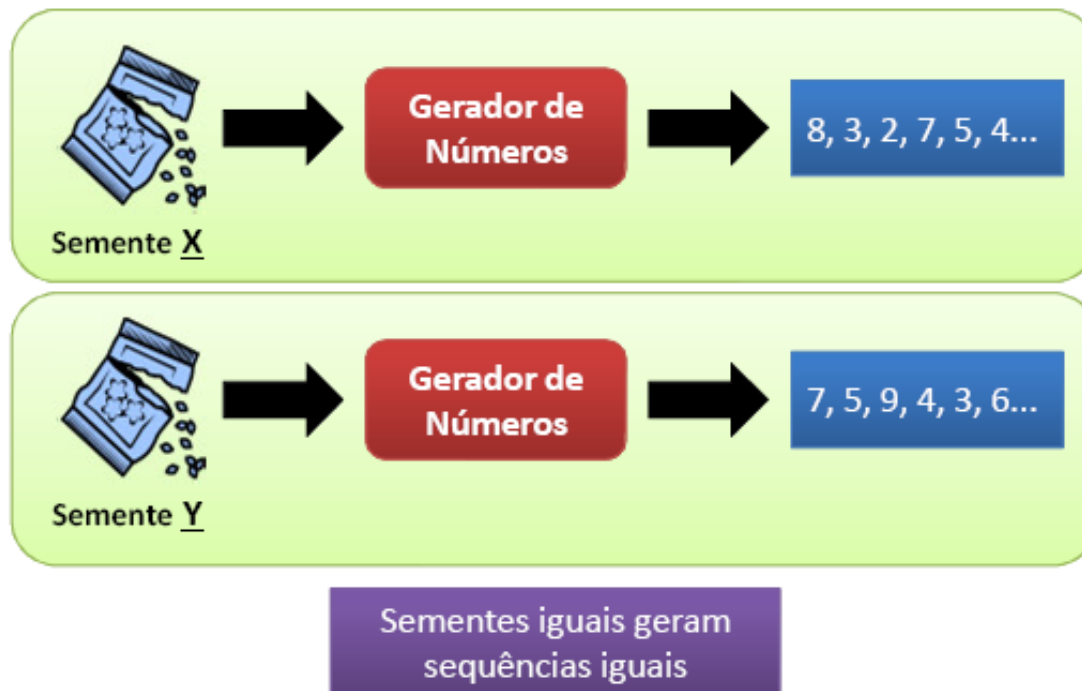 Semente X
Gerador de
Números
8, 3, 2, 7, 5, 4...
Semente Y
Gerador de
Números
7, 5, 9, 4, 3, 6...
Sementes iguais geram
sequências iguais